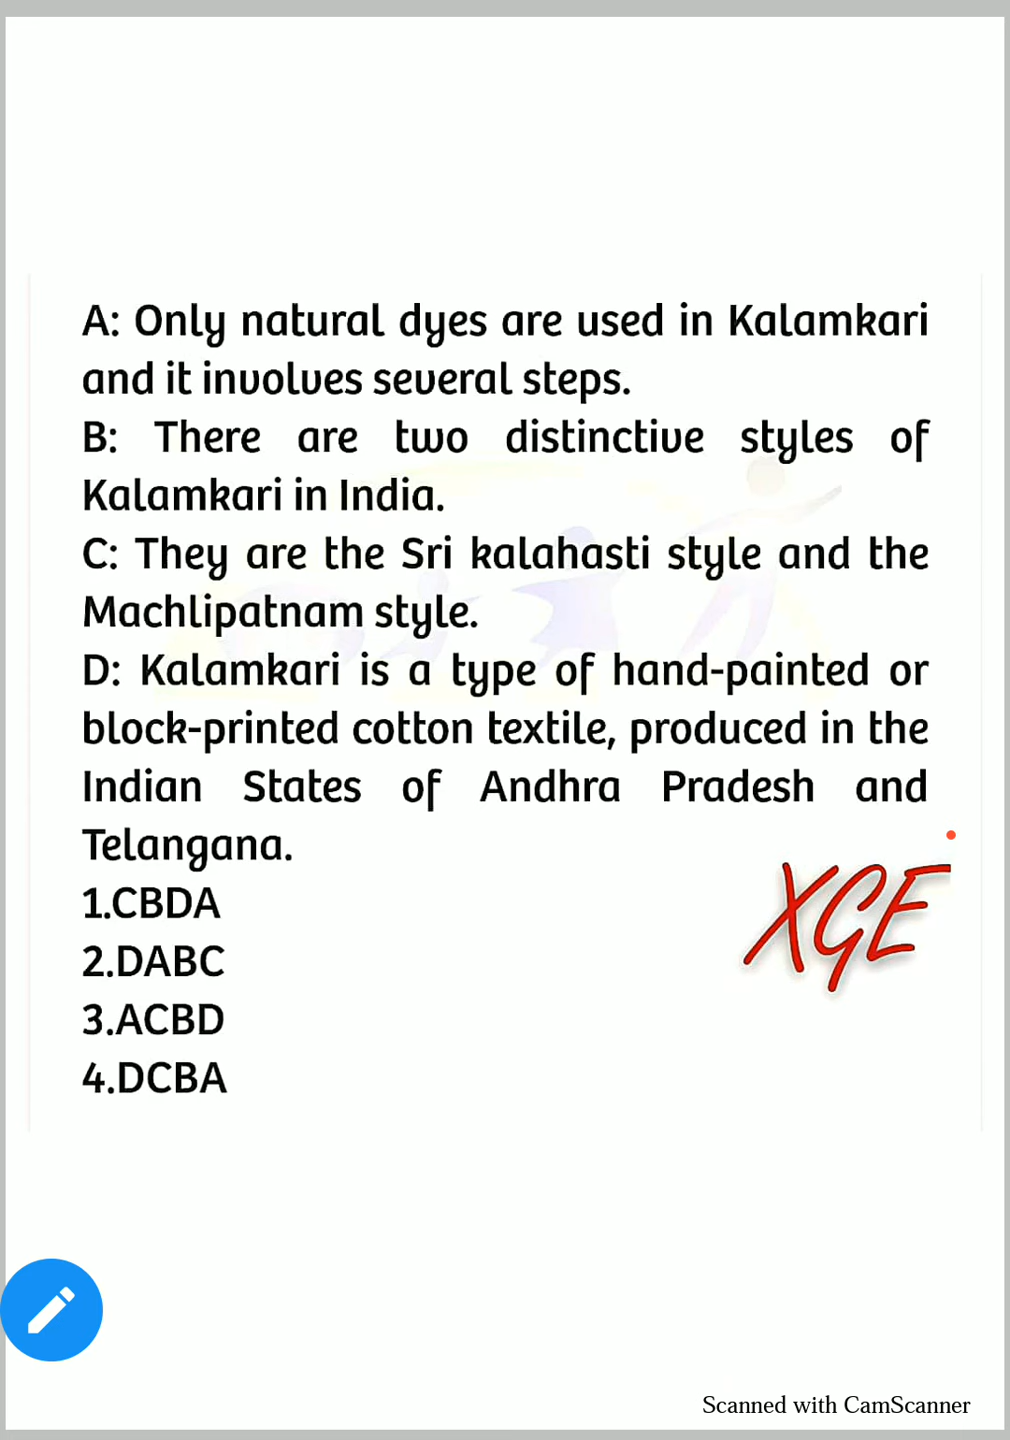 A: Only natural dyes are used in Kalamkari
and it involves several steps.
B: There are two distinctive styles of
Kalamkari in India.
C: They are the Sri kalahasti style and the
Machlipatnam style.
D: Kalamkari is a type of hand-painted or
block-printed cotton textile, produced in the
Indian States of Andhra Pradesh and
Telangana.
1.CBDA
2.DABC
3.ACBD
4.DCBA
XGE
Scanned with CamScanner